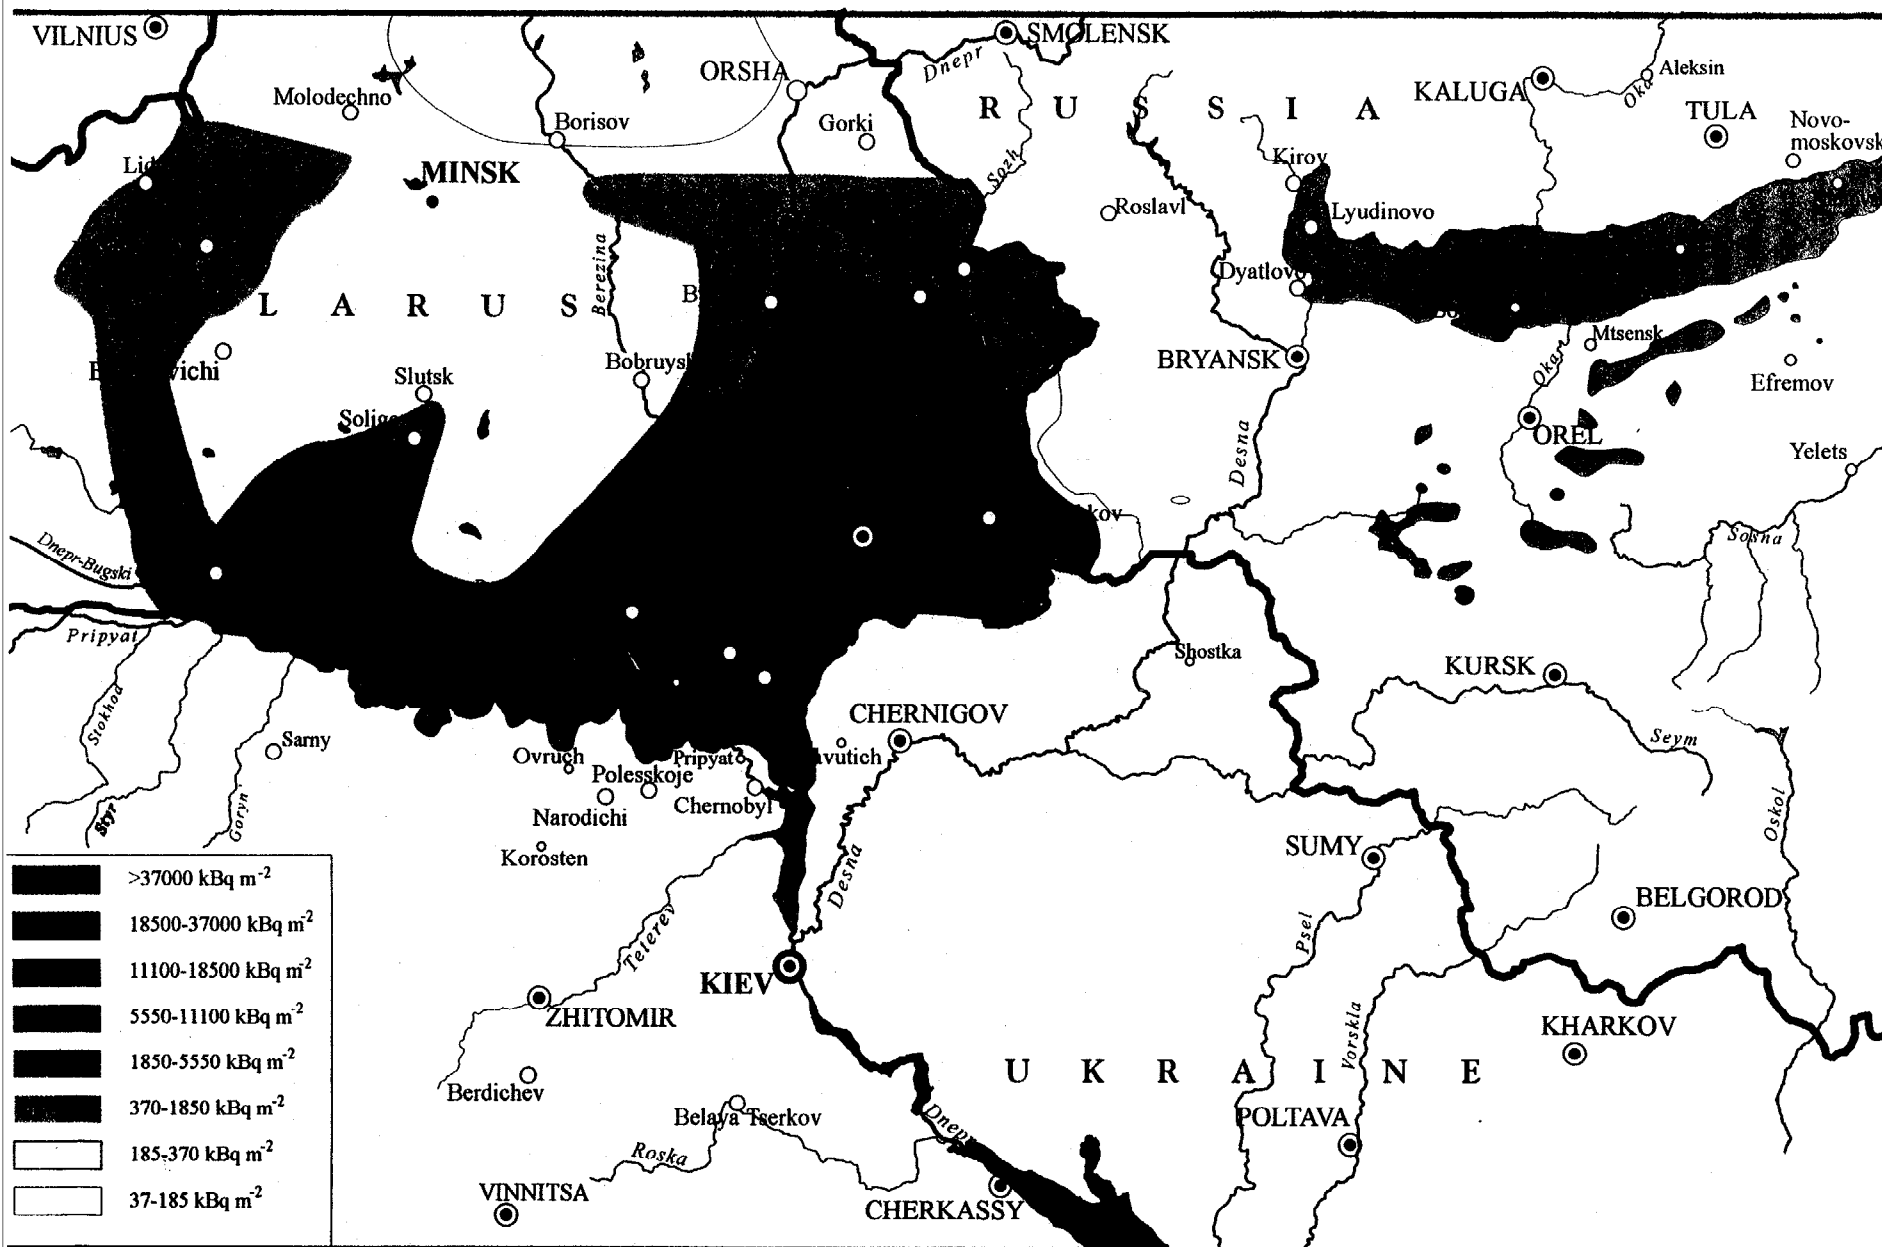 VILNIUS
SMOLENSK
Dnepr
ORSHA
KALUGA
Aleksin
Oka
TULA
Molodechno
Borisov
Gorki
R U S S I A
Novo-
moskovsk
Sozh
Kirov
MINSK
Roslavl
Lyudinovo
Berezina
Dyatlovo
L A R U S
Mtsensk
BRYANSK
Oka
Efremov
Slutsk
OREL
Desna
Yelets
Sosna
Dnepr-Bugski
Pripyat
Shostka
KURSK
Stokhod
Sarny
CHERNIGOV
Seym
Ovruch
Pripyat
Polesskoje
Chernobyl
Narodichi
Styr
Goryn'
Korosten
Oskol
SUMY
Desna
BELGOROD
>37000 kBq m-2
18500-37000 kBq m-2
11100-18500 kBq m-2
5550-11100 kBq m-2
1850-5550 kBq m-2
370-1850 kBq m-2
185-370 kBq m-2
37-185 kBq m-2
Psel
Teterev
KIEV
ZHITOMIR
KHARKOV
Vorskla
U K R A I N E
Berdichev
Belaya Tserkov
Dnepr
POLTAVA
Roska
VINNITSA
CHERKASSY